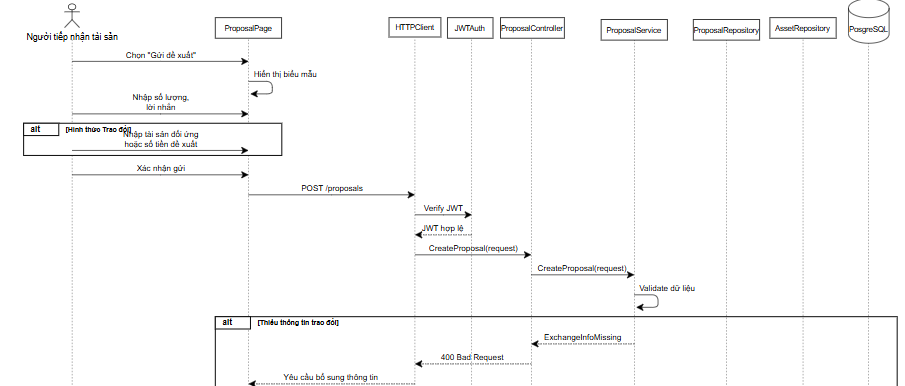 Người tiếp nhận tài sản
ProposalPage
HTTPClient
JWTAuth
ProposalController
ProposalService
ProposalRepository
AssetRepository
PosgreSQL
Chọn "Gửi đề xuất"
Hiển thị biểu mẫu
Nhập số lượng,
lời nhắn
alt
[Hình thức Trao đổi]
Nhập tài sản đối ứng
hoặc số tiền đề xuất
Xác nhận gửi
POST /proposals
Verify JWT
JWT hợp lệ
CreateProposal(request)
CreateProposal(request)
Validate dữ liệu
alt
[Thiếu thông tin trao đổi]
ExchangeInfoMissing
400 Bad Request
Yêu cầu bổ sung thông tin